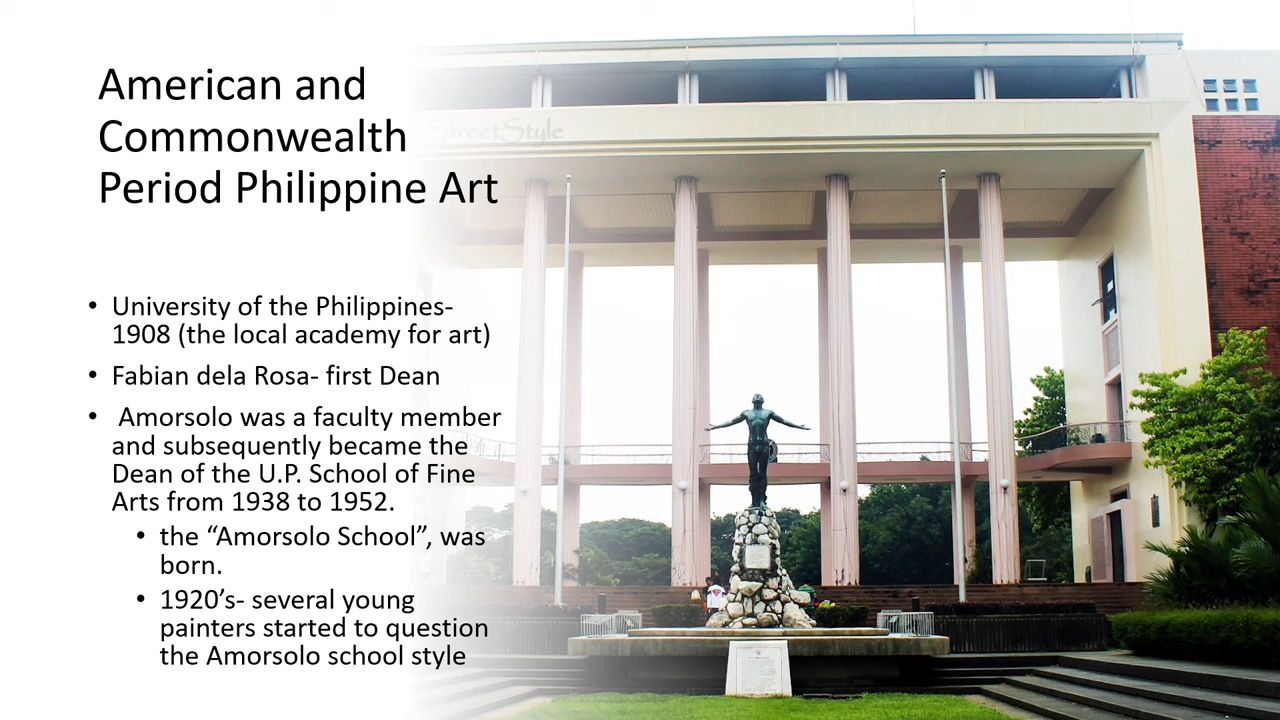 American and
Commonwealth
Period Philippine Art
StreetStyle
• University of the Philippines-
1908 (the local academy for art)
• Fabian dela Rosa- first Dean
• Amorsolo was a faculty member
and subsequently became the
Dean of the U.P. School of Fine
Arts from 1938 to 1952.
• the “Amorsolo School”, was
born.
• 1920’s- several young
painters started to question
the Amorsolo school style